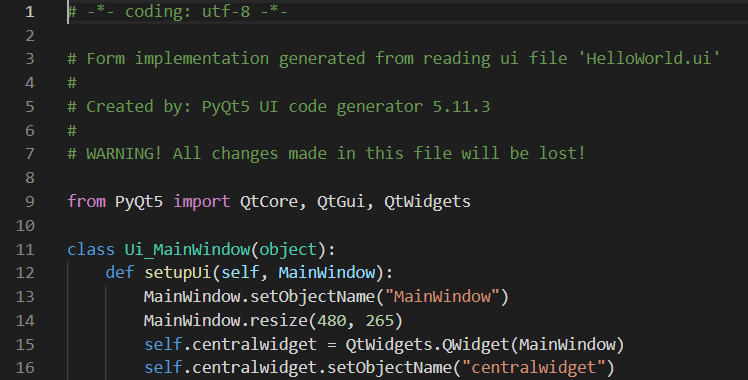 1 # -*- coding: utf-8 -*-
2
3 # Form implementation generated from reading ui file 'HelloWorld.ui'
4 #
5 # Created by: PyQt5 UI code generator 5.11.3
6 #
7 # WARNING! All changes made in this file will be lost!
8
9 from PyQt5 import QtCore, QtGui, QtWidgets
10
11 class Ui_MainWindow(object):
12     def setupUi(self, MainWindow):
13         MainWindow.setObjectName("MainWindow")
14         MainWindow.resize(480, 265)
15         self.centralwidget = QtWidgets.QWidget(MainWindow)
16         self.centralwidget.setObjectName("centralwidget")